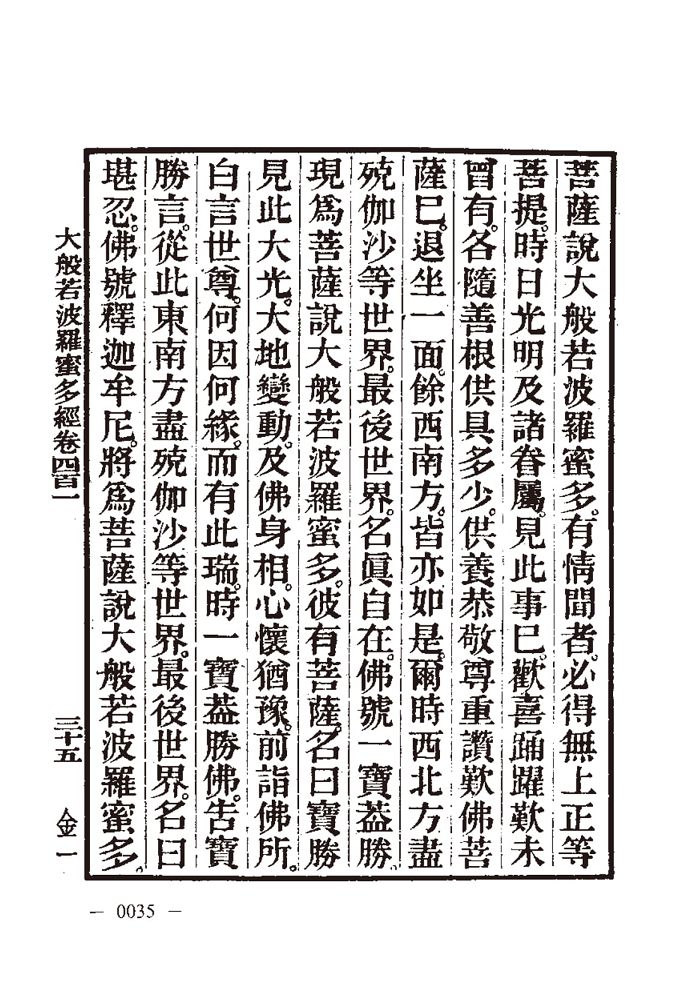 菩薩說大般若波羅蜜多。有情聞者。必得無上正等
菩提。時日光明及諸眷屬。見此事已。歡喜踊躍歎未
曾有。各隨善根供具多少。供養恭敬尊重讚歎佛菩
薩已。退坐一面。餘西南方。皆亦如是。爾時西北方盡
殑伽沙等世界。最後世界。名眞自在。佛號一寶葢勝。
現爲菩薩說大般若波羅蜜多。彼有菩薩。名曰寶勝
見此大光。大地變動。及佛身相。心懷猶豫。前詣佛所。
白言世尊。何因何緣。而有此瑞。時一寶葢勝佛。告寶
勝言。從此東南方盡殑伽沙等世界。最後世界。名曰
堪忍。佛號釋迦牟尼。將爲菩薩說大般若波羅蜜多。
大般若波羅蜜多經卷四百一 三十五 金一
— 0035 —